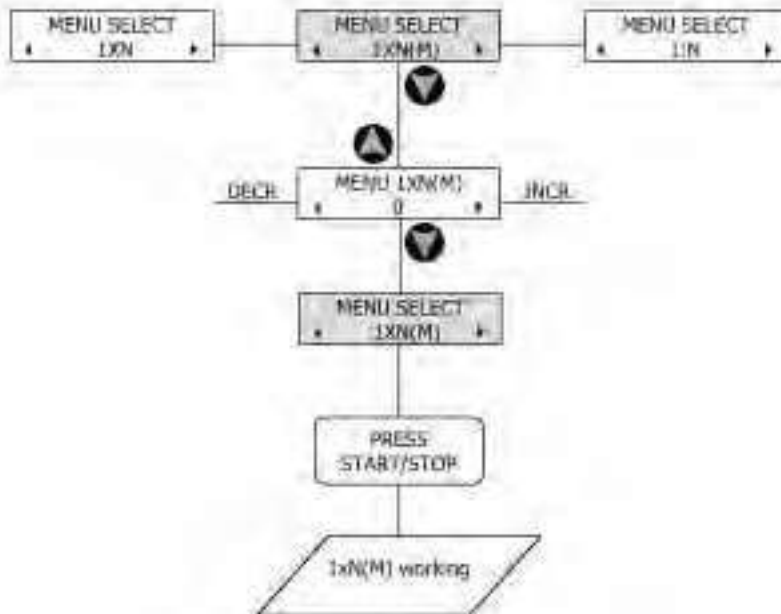 MENU SELECT
1XN
MENU SELECT
1XN(M)
MENU SELECT
1:N
DECR.
MENU 1XN(M)
0
INCR.
MENU SELECT
1XN(M)
PRESS
START/STOP
1xN(M) working